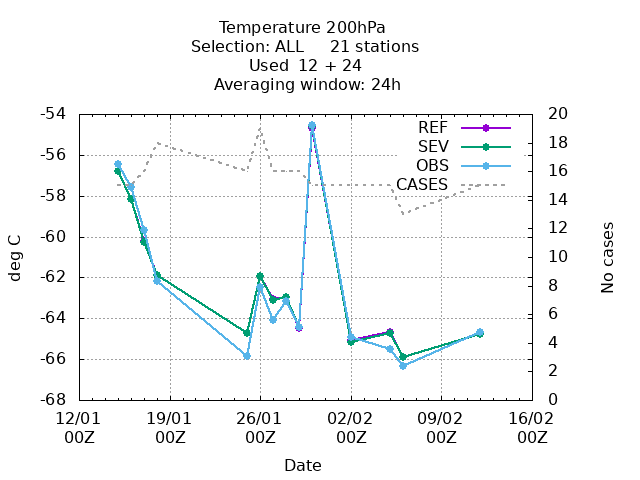 Temperature 200hPa
Selection: ALL 21 stations
Used 12 + 24
Averaging window: 24h
-54
-56
-58
-60
-62
-64
-66
-68
deg C
20
18
16
14
12
10
8
6
4
2
0
No cases
REF
SEV
OBS
CASES
12/01 19/01 26/01 02/02 09/02 16/02
00Z 00Z 00Z 00Z 00Z 00Z
Date